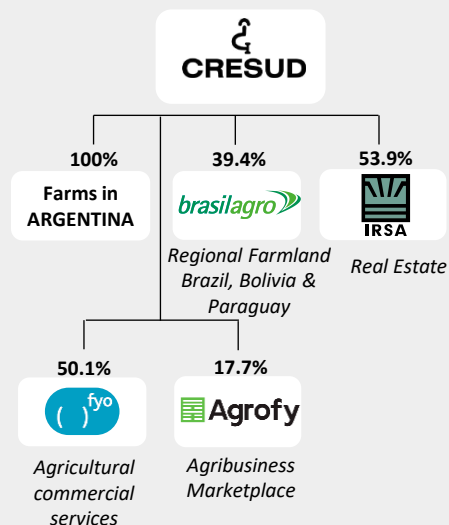 CRESUD
100%
39.4%
53.9%
Farms in
ARGENTINA
brasilagro
IRSA
Regional Farmland
Brazil, Bolivia &
Paraguay
Real Estate
50.1%
17.7%
( ) fyo
Agrofy
Agricultural
commercial
services
Agribusiness
Marketplace